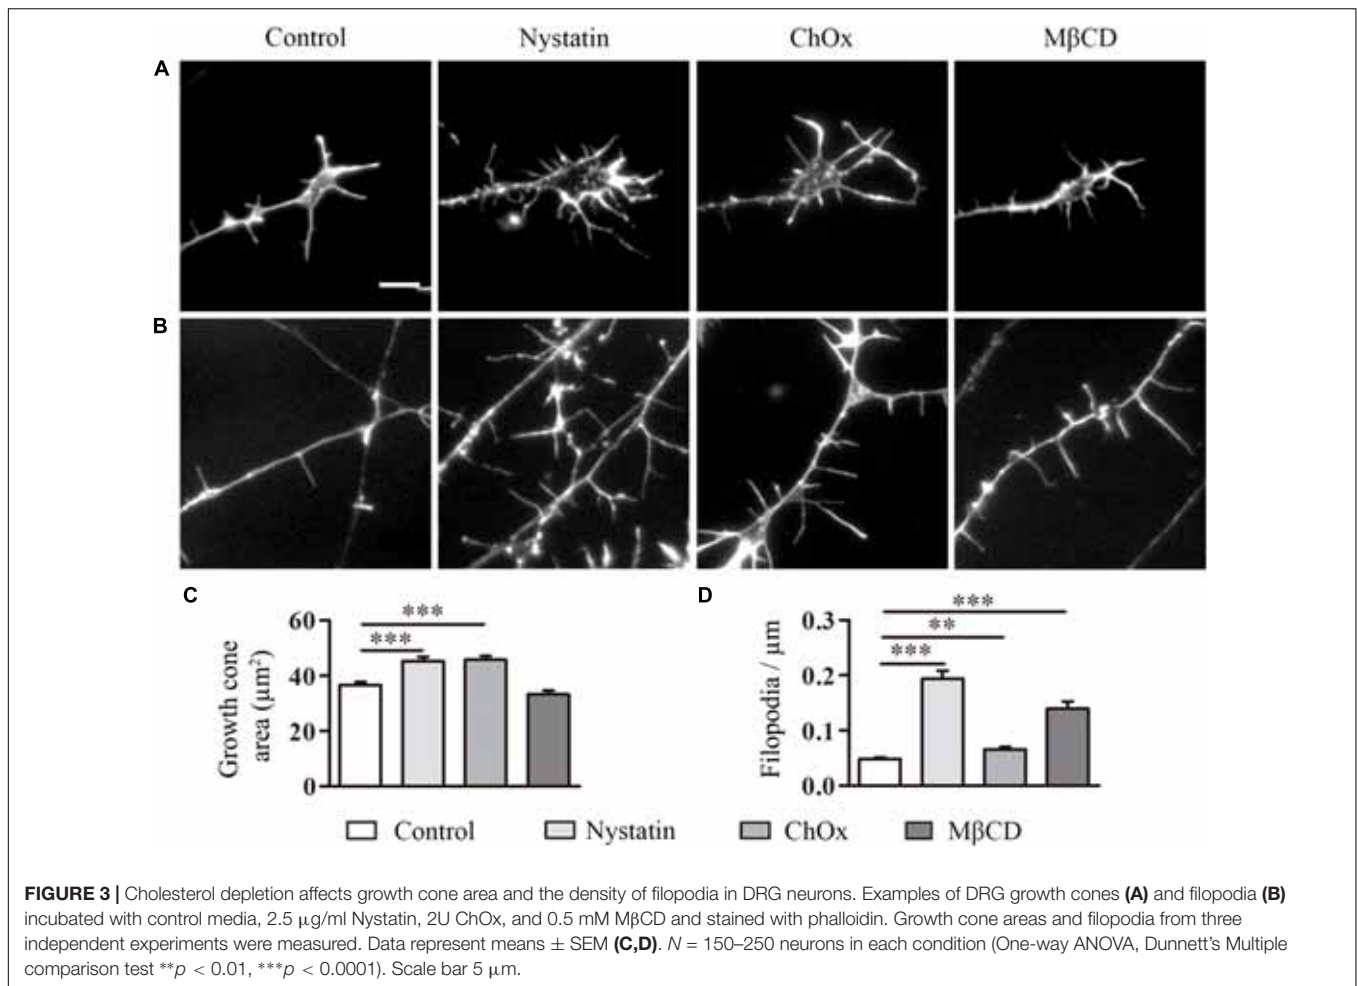 Control Nystatin ChOx MβCD
A
B
C
D
60
40
20
0
Growth cone
area (μm²)
***
***
0.3
0.2
0.1
0.0
Filopodia / μm
***
**
***
Control Nystatin ChOx MβCD
FIGURE 3 | Cholesterol depletion affects growth cone area and the density of filopodia in DRG neurons. Examples of DRG growth cones (A) and filopodia (B)
incubated with control media, 2.5 μg/ml Nystatin, 2U ChOx, and 0.5 mM MβCD and stained with phalloidin. Growth cone areas and filopodia from three
independent experiments were measured. Data represent means ± SEM (C,D). N = 150–250 neurons in each condition (One-way ANOVA, Dunnett's Multiple
comparison test **p < 0.01, ***p < 0.0001). Scale bar 5 μm.